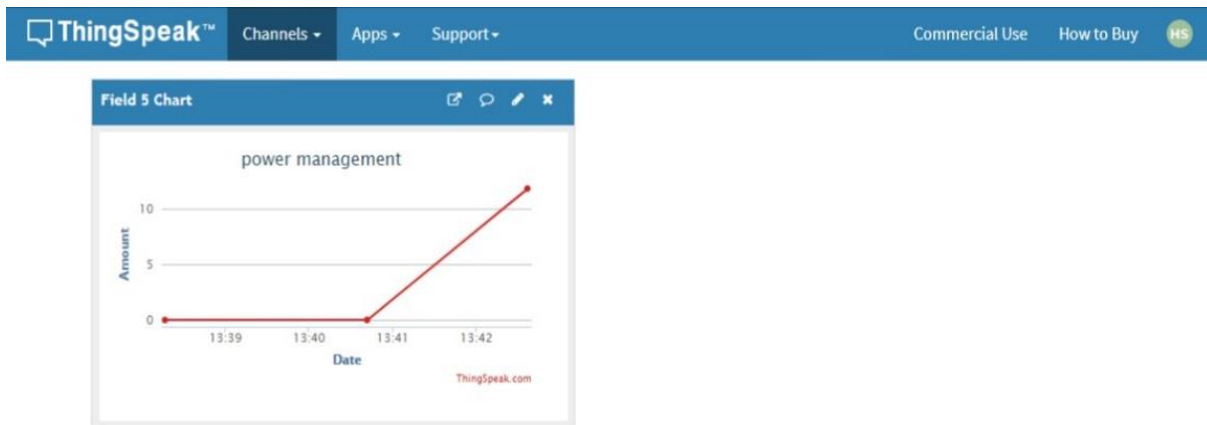 ThingSpeak™ Channels Apps Support Commercial Use How to Buy HS
Field 5 Chart
power management
Amount
10
5
0
13:39 13:40 13:41 13:42
Date
ThingSpeak.com